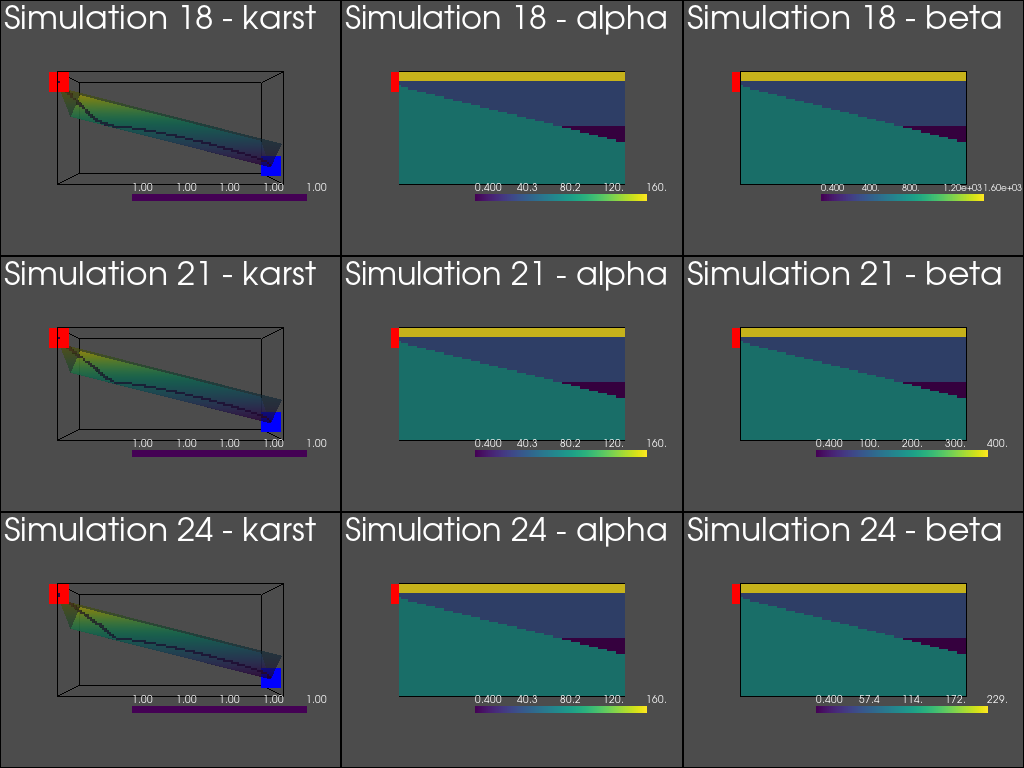 Simulation 18 - karst
1.00 1.00 1.00 1.00 1.00
Simulation 18 - alpha
0.400 40.3 80.2 120. 160.
Simulation 18 - beta
0.400 400. 800. 1.20e+03 1.60e+03
Simulation 21 - karst
1.00 1.00 1.00 1.00 1.00
Simulation 21 - alpha
0.400 40.3 80.2 120. 160.
Simulation 21 - beta
0.400 100. 200. 300. 400.
Simulation 24 - karst
1.00 1.00 1.00 1.00 1.00
Simulation 24 - alpha
0.400 40.3 80.2 120. 160.
Simulation 24 - beta
0.400 57.4 114. 172. 229.